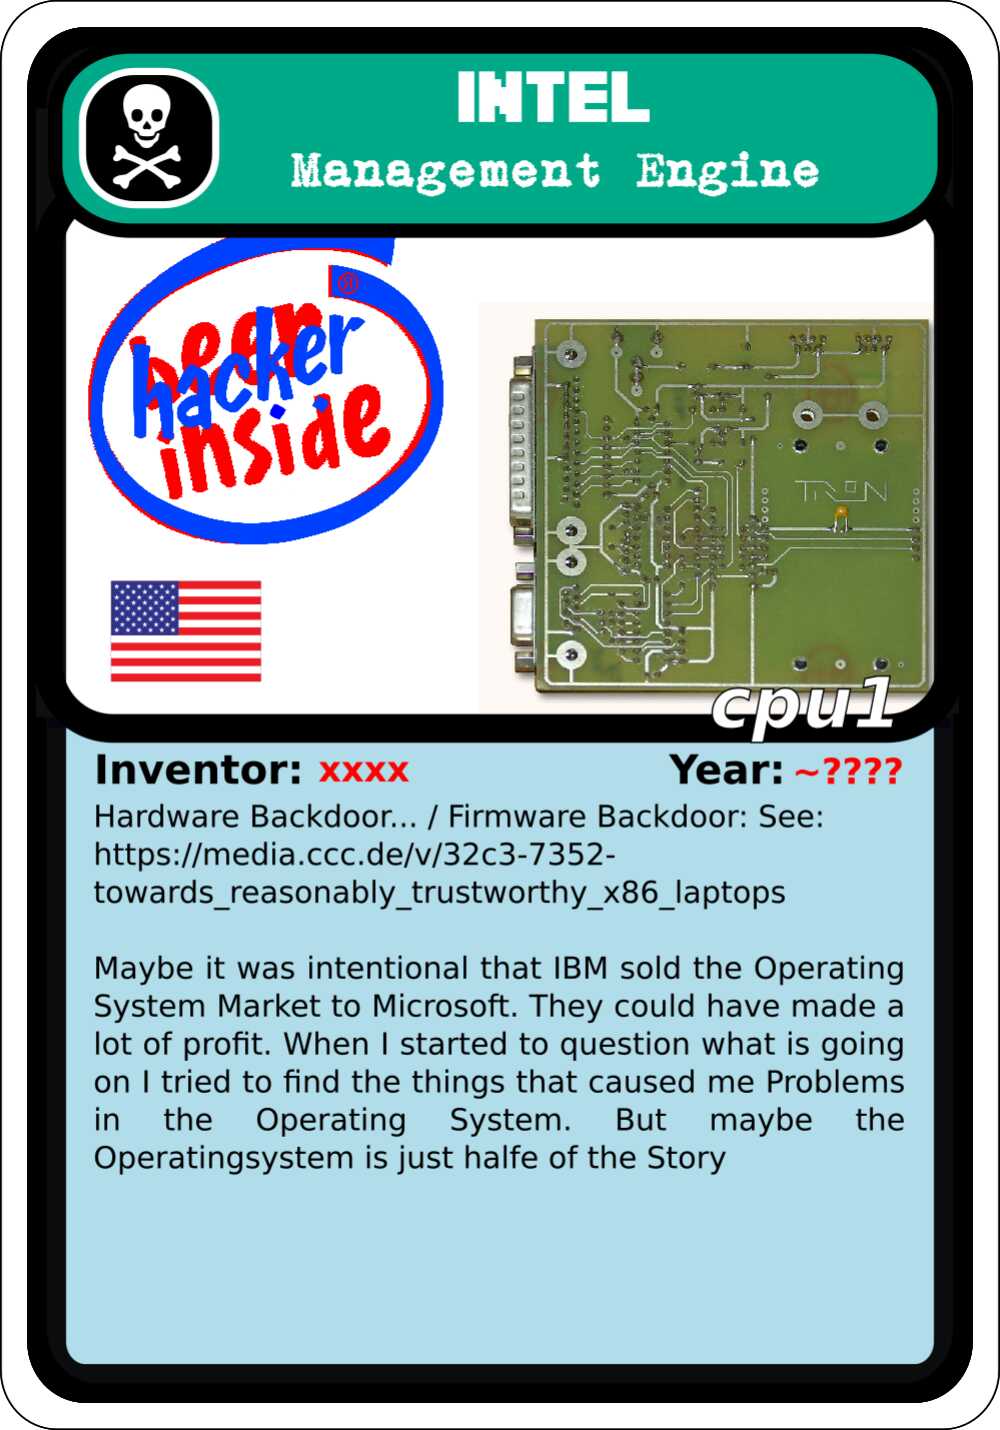 INTEL
Management Engine
®
beer
hacker
inside
TRON
cpu1
Inventor: xxxx
Year: ~????
Hardware Backdoor... / Firmware Backdoor: See:
https://media.ccc.de/v/32c3-7352-
towards_reasonably_trustworthy_x86_laptops
Maybe it was intentional that IBM sold the Operating
System Market to Microsoft. They could have made a
lot of profit. When I started to question what is going
on I tried to find the things that caused me Problems
in the Operating System. But maybe the
Operatingsystem is just halfe of the Story